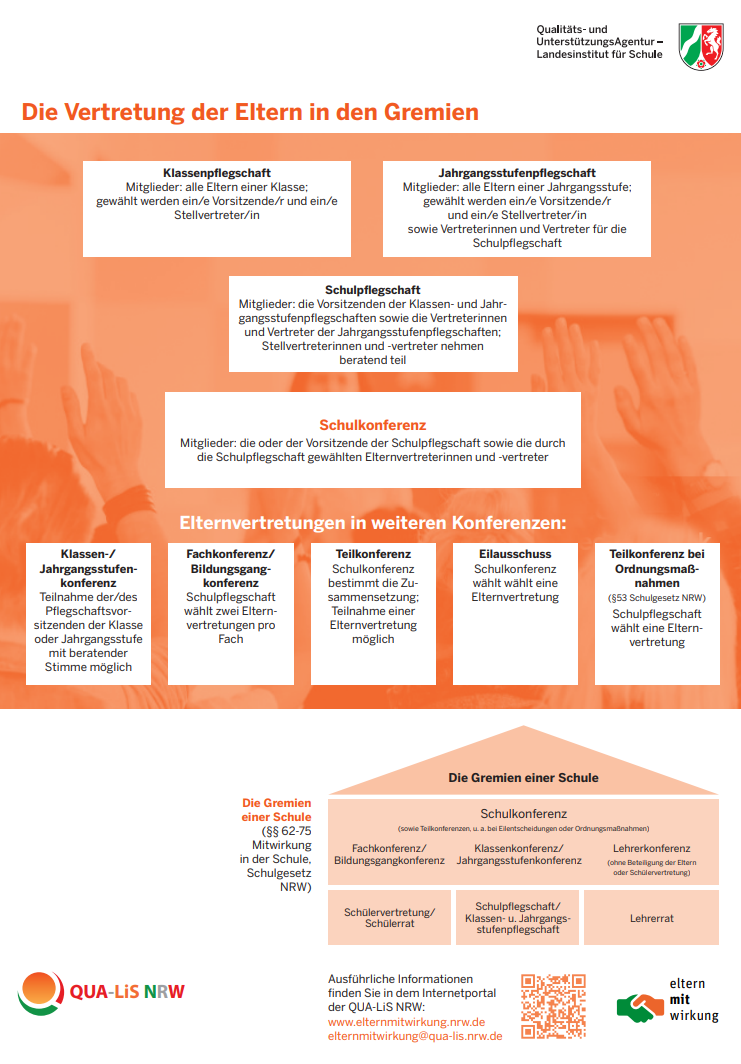 Qualitäts- und
UnterstützungsAgentur –
Landesinstitut für Schule
Die Vertretung der Eltern in den Gremien
Klassenpflegschaft
Mitglieder: alle Eltern einer Klasse;
gewählt werden ein/e Vorsitzende/r und ein/e
Stellvertreter/in
Jahrgangsstufenpflegschaft
Mitglieder: alle Eltern einer Jahrgangsstufe;
gewählt werden ein/e Vorsitzende/r
und ein/e Stellvertreter/in
sowie Vertreterinnen und Vertreter für die
Schulpflegschaft
Schulpflegschaft
Mitglieder: die Vorsitzenden der Klassen- und Jahr-
gangsstufenpflegschaften sowie die Vertreterinnen
und Vertreter der Jahrgangsstufenpflegschaften;
Stellvertreterinnen und -vertreter nehmen
beratend teil
Schulkonferenz
Mitglieder: die oder der Vorsitzende der Schulpflegschaft sowie die durch
die Schulpflegschaft gewählten Elternvertreterinnen und -vertreter
Elternvertretungen in weiteren Konferenzen:
Klassen-/
Jahrgangsstufen-
konferenz
Teilnahme der/des
Pflegschaftsvor-
sitzenden der Klasse
oder Jahrgangsstufe
mit beratender
Stimme möglich
Fachkonferenz/
Bildungsgang-
konferenz
Schulpflegschaft
wählt zwei Eltern-
vertretungen pro
Fach
Teilkonferenz
Schulkonferenz
bestimmt die Zu-
sammensetzung;
Teilnahme einer
Elternvertretung
möglich
Eilausschuss
Schulkonferenz
wählt wählt eine
Elternvertretung
Teilkonferenz bei
Ordnungsmaß-
nahmen
(§53 Schulgesetz NRW)
Schulpflegschaft
wählt eine Eltern-
vertretung
Die Gremien
einer Schule
(§§ 62-75
Mitwirkung
in der Schule,
Schulgesetz
NRW)
Die Gremien einer Schule
Schulkonferenz
(sowie Teilkonferenzen, u. a. bei Eilentscheidungen oder Ordnungsmaßnahmen)
Fachkonferenz/
Bildungsgangkonferenz
Klassenkonferenz/
Jahrgangsstufenkonferenz
Lehrerkonferenz
(ohne Beteiligung der Eltern
oder Schülervertretung)
Schülervertretung/
Schülerrat
Schulpflegschaft/
Klassen- u. Jahrgangs-
stufenpflegschaft
Lehrerrat
QUA-LiS NRW
Ausführliche Informationen
finden Sie in dem Internetportal
der QUA-LiS NRW:
www.elternmitwirkung.nrw.de
elternmitwirkung@qua-lis.nrw.de
eltern
mit
wirkung